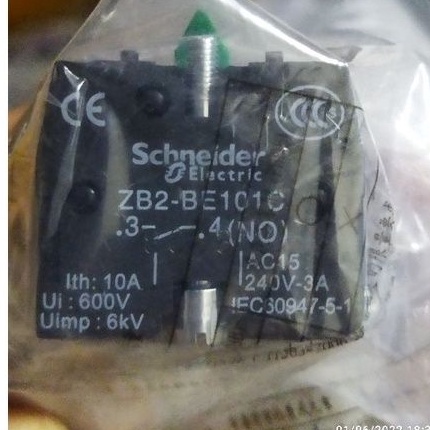 CE
CCC S
Schneider
Electric
ZB2-BE101C
.3- .4(NO)
Ith: 10A
Ui: 600V
Uimp: 6kV
AC15
240V-3A
IEC60947-5-1